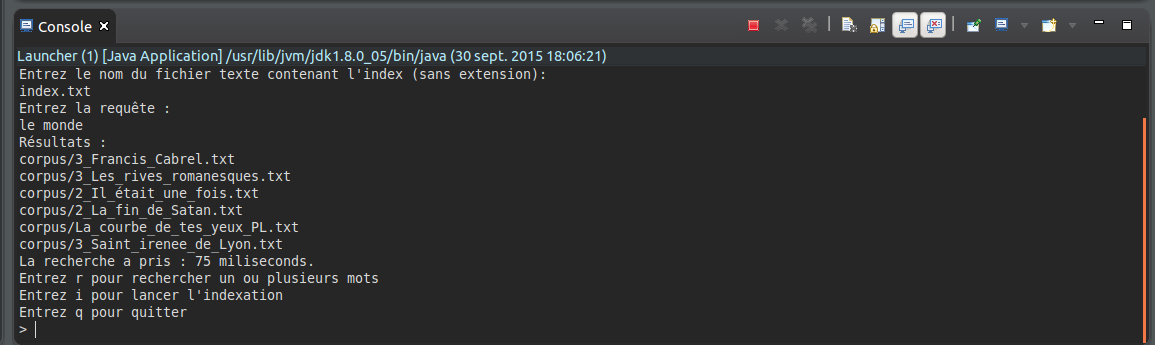 Console
Launcher (1) [Java Application] /usr/lib/jvm/jdk1.8.0_05/bin/java (30 sept. 2015 18:06:21)
Entrez le nom du fichier texte contenant l'index (sans extension):
index.txt
Entrez la requête :
le monde
Résultats :
corpus/3_Francis_Cabrel.txt
corpus/3_Les_rives_romanesques.txt
corpus/2_Il_était_une_fois.txt
corpus/2_La_fin_de_Satan.txt
corpus/La_courbe_de_tes_yeux_PL.txt
corpus/3_Saint_irenee_de_Lyon.txt
La recherche a pris : 75 miliseconds.
Entrez r pour rechercher un ou plusieurs mots
Entrez i pour lancer l'indexation
Entrez q pour quitter
>